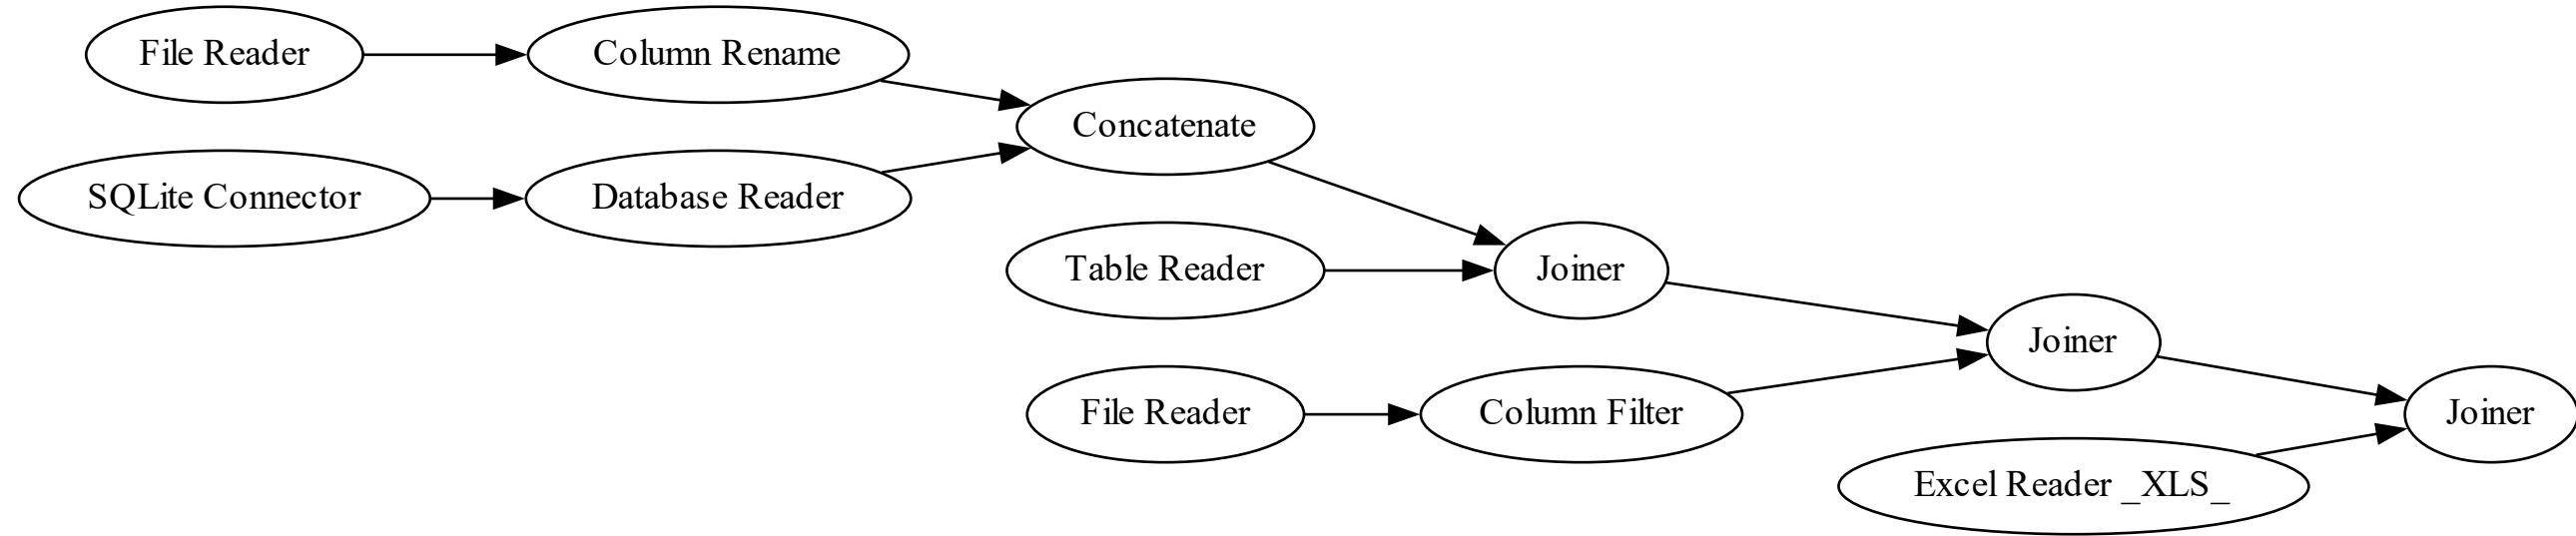 File Reader
Column Rename
Concatenate
SQLite Connector
Database Reader
Table Reader
Joiner
Joiner
File Reader
Column Filter
Joiner
Excel Reader _XLS_